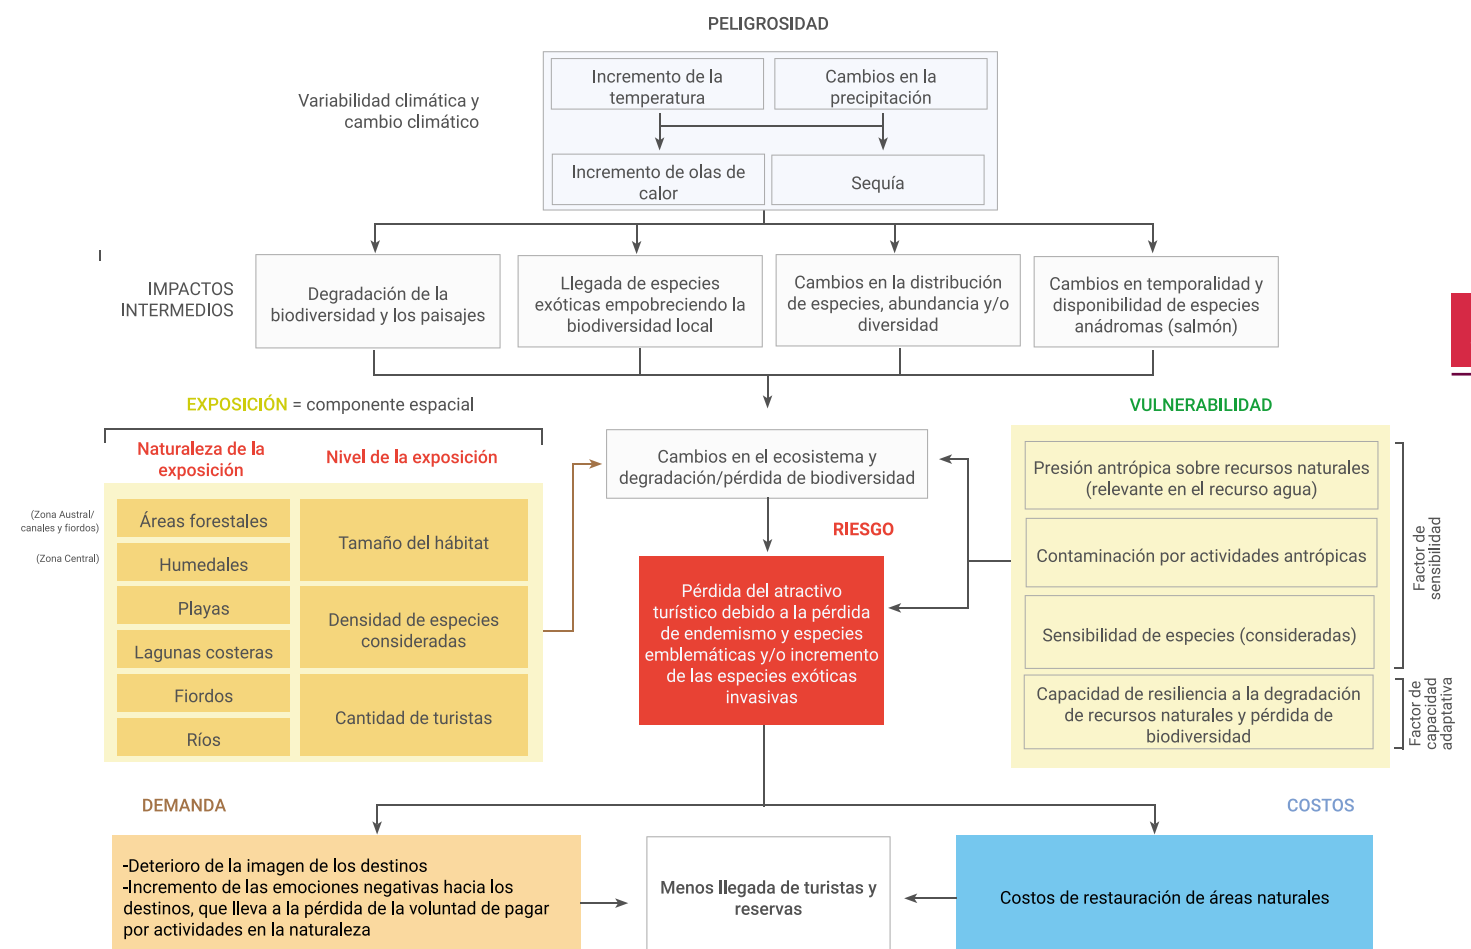 PELIGROSIDAD
Variabilidad climática y
cambio climático
Incremento de la
temperatura
Cambios en la
precipitación
Incremento de olas de
calor
Sequía
IMPACTOS
INTERMEDIOS
Degradación de la
biodiversidad y los paisajes
Llegada de especies
exóticas empobreciendo la
biodiversidad local
Cambios en la distribución
de especies, abundancia y/o
diversidad
Cambios en temporalidad y
disponibilidad de especies
anádromas (salmón)
EXPOSICIÓN = componente espacial
Naturaleza de la
exposición
Nivel de la exposición
(Zona Austral/
canales y fiordos)
(Zona Central)
Áreas forestales
Humedales
Playas
Lagunas costeras
Fiordos
Ríos
Tamaño del hábitat
Densidad de especies
consideradas
Cantidad de turistas
Cambios en el ecosistema y
degradación/pérdida de biodiversidad
RIESGO
Pérdida del atractivo
turístico debido a la pérdida
de endemismo y especies
emblemáticas y/o incremento
de las especies exóticas
invasivas
VULNERABILIDAD
Presión antrópica sobre recursos naturales
(relevante en el recurso agua)
Contaminación por actividades antrópicas
Sensibilidad de especies (consideradas)
Capacidad de resiliencia a la degradación
de recursos naturales y pérdida de
biodiversidad
Factor de
sensibilidad
Factor de
capacidad
adaptativa
DEMANDA
-Deterioro de la imagen de los destinos
-Incremento de las emociones negativas hacia los
destinos, que lleva a la pérdida de la voluntad de pagar
por actividades en la naturaleza
Menos llegada de turistas y
reservas
COSTOS
Costos de restauración de áreas naturales